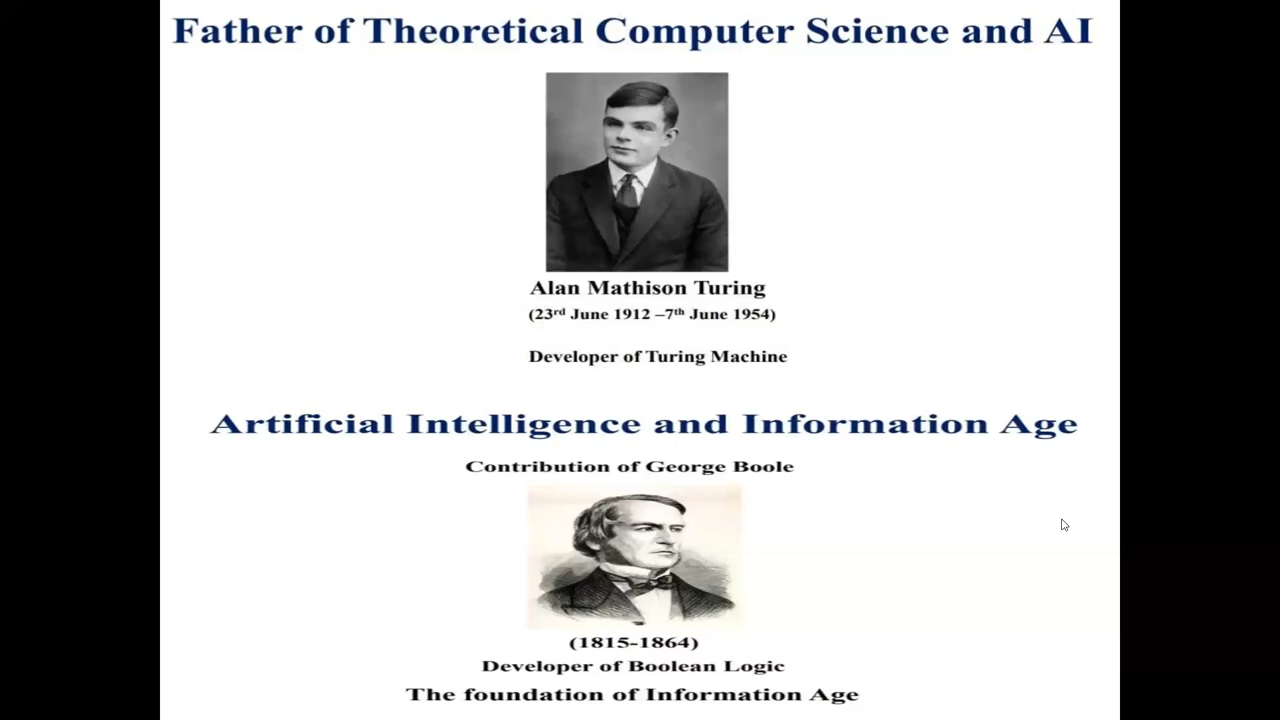 Father of Theoretical Computer Science and AI
Alan Mathison Turing
(23rd June 1912 –7th June 1954)
Developer of Turing Machine
Artificial Intelligence and Information Age
Contribution of George Boole
(1815-1864)
Developer of Boolean Logic
The foundation of Information Age